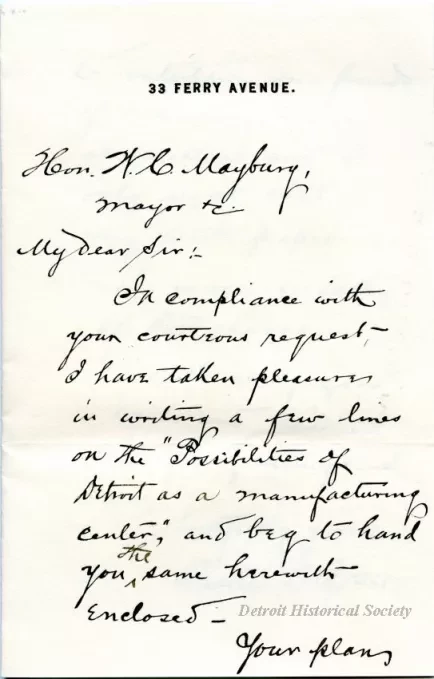 33 FERRY AVENUE.
Hon. W. C. Maybury,
Mayor &c.
My Dear Sir:-
In compliance with
your courteous request,
I have taken pleasure
in writing a few lines
on the "Possibilities of
Detroit as a manufacturing
center," and beg to hand
you the same herewith
Enclosed -
Detroit Historical Society
Your plans